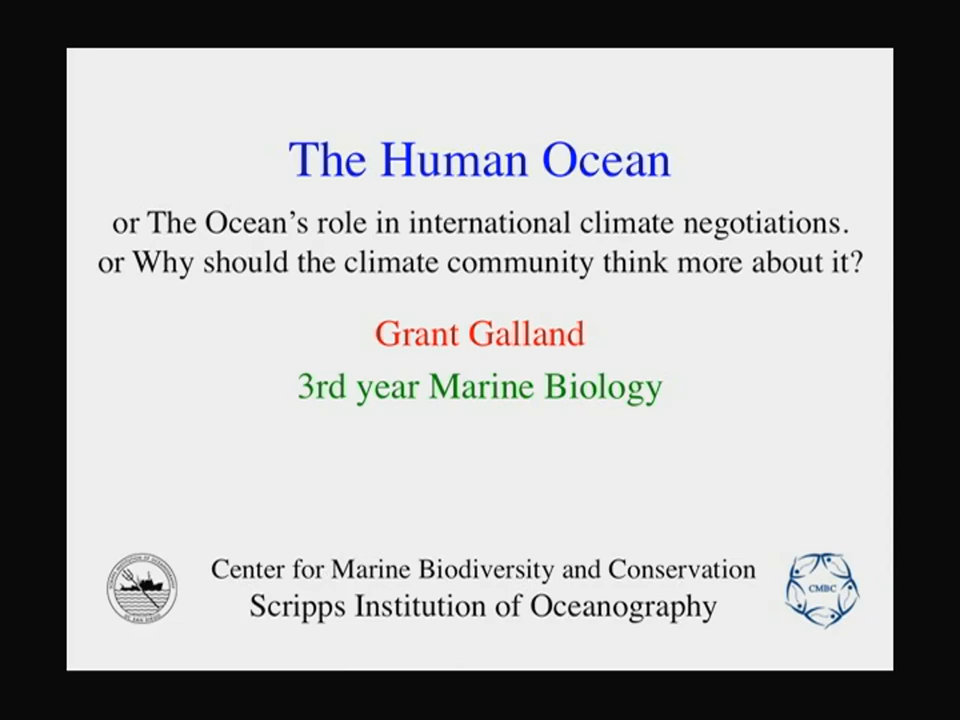 The Human Ocean
or The Ocean's role in international climate negotiations.
or Why should the climate community think more about it?
Grant Galland
3rd year Marine Biology
Center for Marine Biodiversity and Conservation
Scripps Institution of Oceanography
CMBC